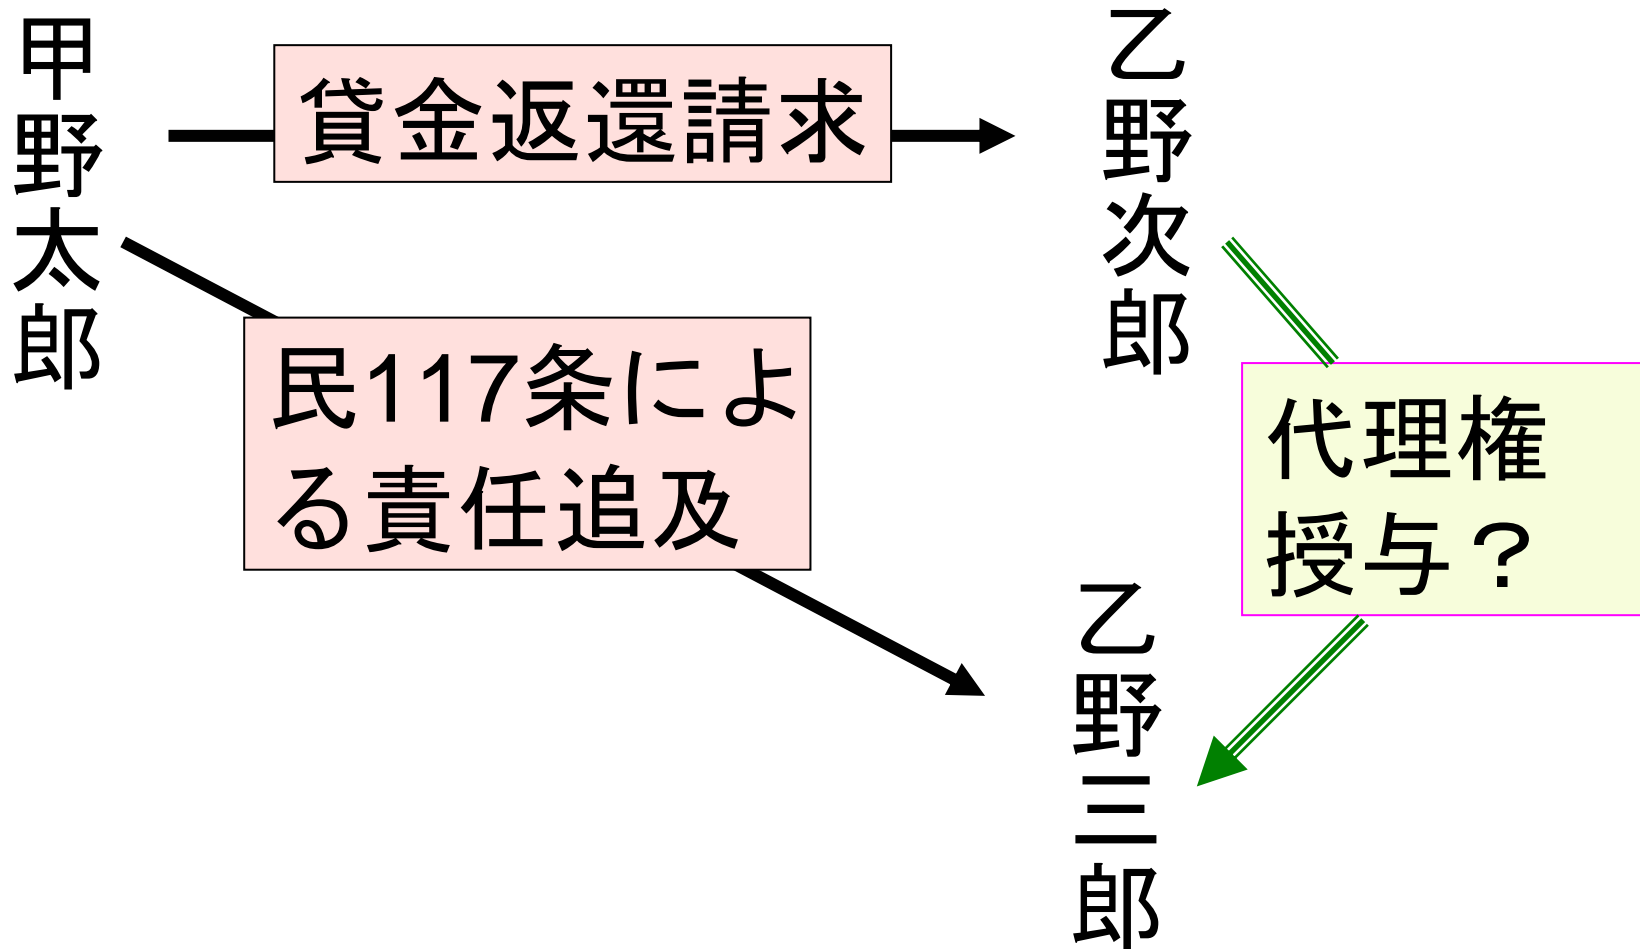 甲野太郎
貸金返還請求
乙野次郎
民117条によ
る責任追及
代理権
授与？
乙野三郎